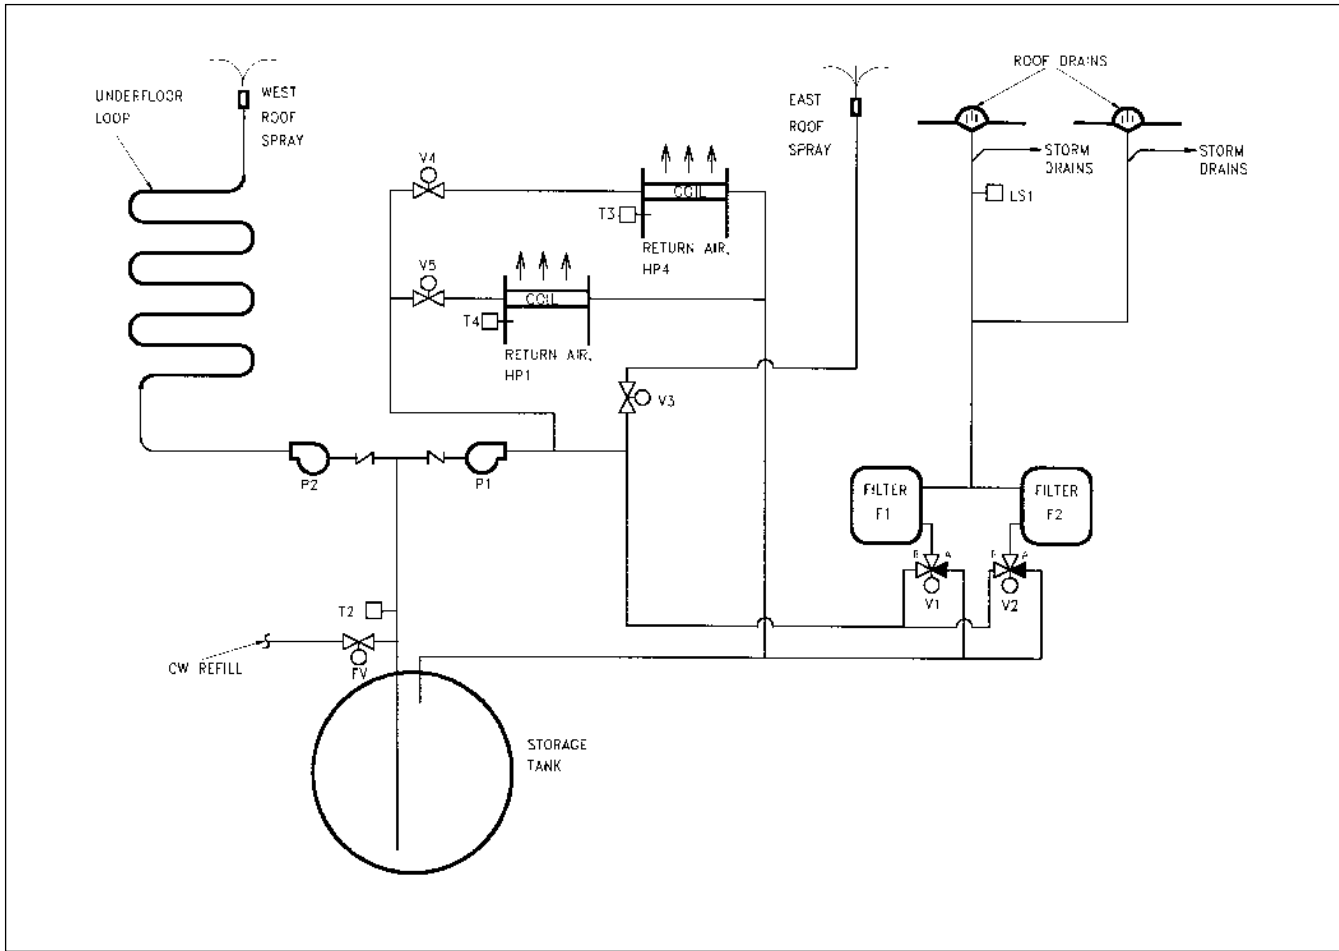 ROOF DRAINS
UNDERFLOOR
LOOP
WEST
ROOF
SPRAY
EAST
ROOF
SPRAY
STORM
DRAINS
STORM
DRAINS
V4
COIL
T3
LS1
RETURN AIR,
HP4
V5
COIL
T4
RETURN AIR,
HP1
V3
P2
P1
FILTER
F1
FILTER
F2
B
A
B
A
V1
V2
T2
CW REFILL
FV
STORAGE
TANK